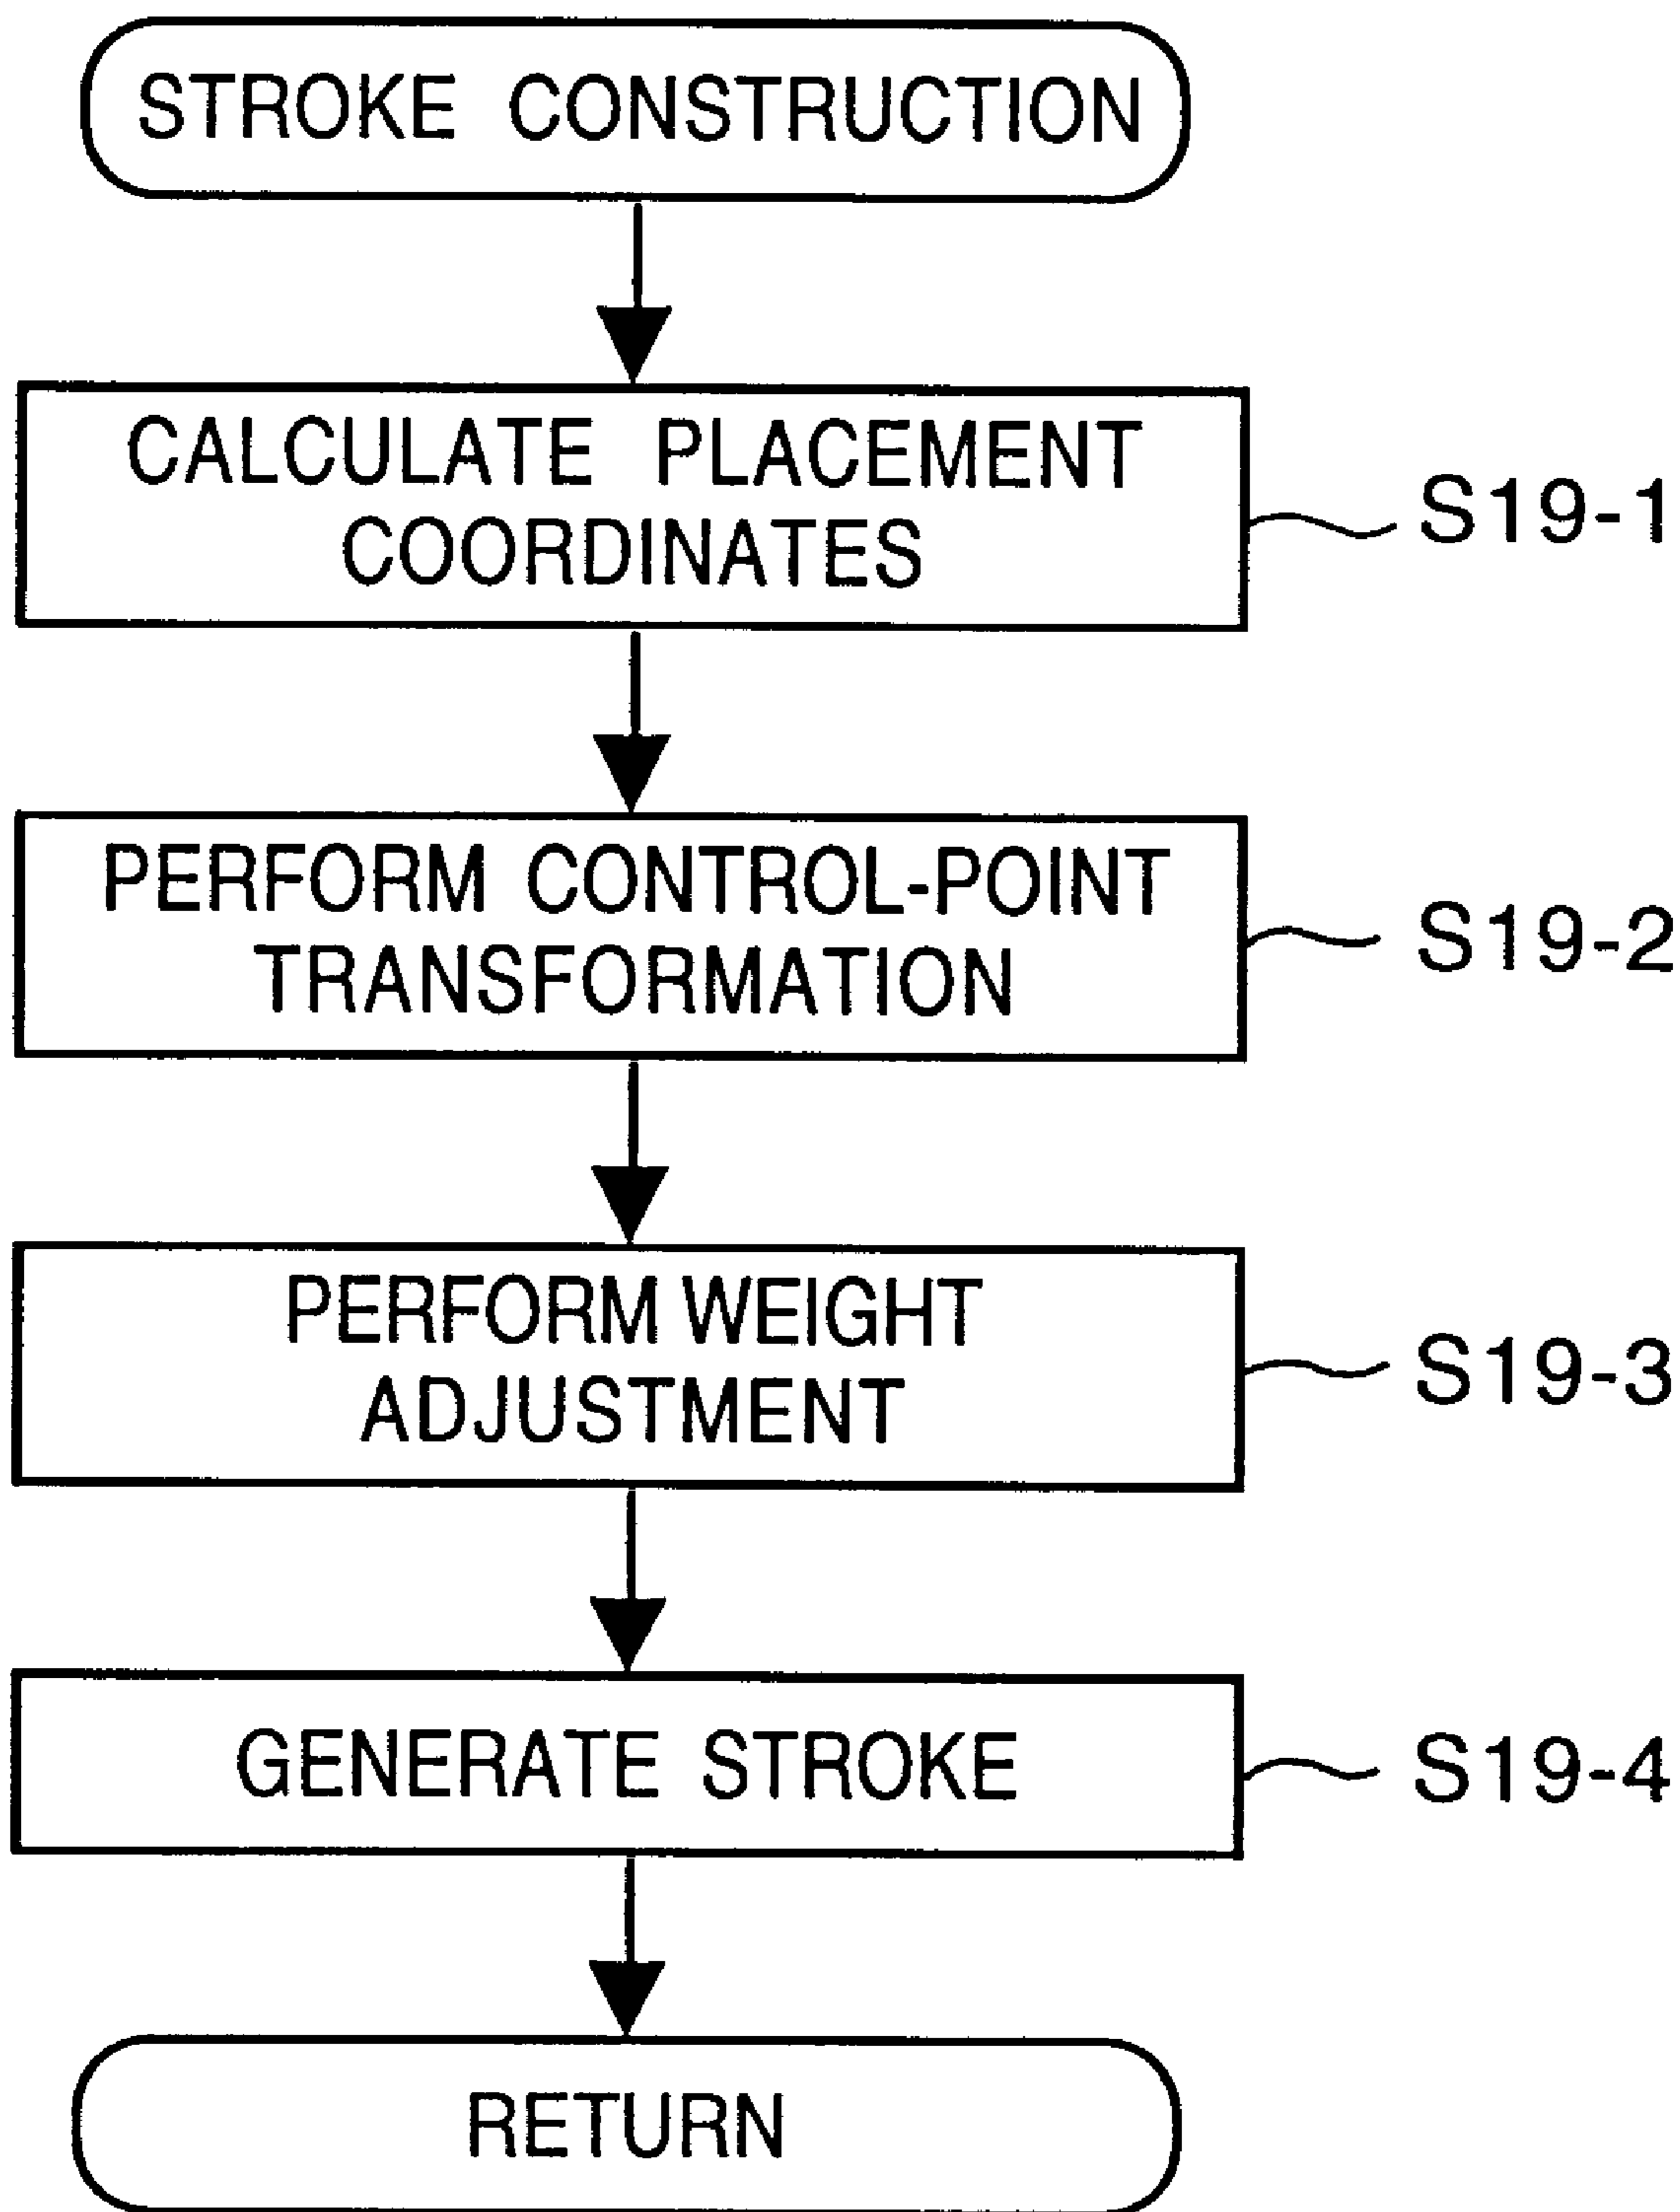 STROKE CONSTRUCTION
CALCULATE PLACEMENT
COORDINATES
S19-1
PERFORM CONTROL-POINT
TRANSFORMATION
S19-2
PERFORM WEIGHT
ADJUSTMENT
S19-3
GENERATE STROKE
S19-4
RETURN